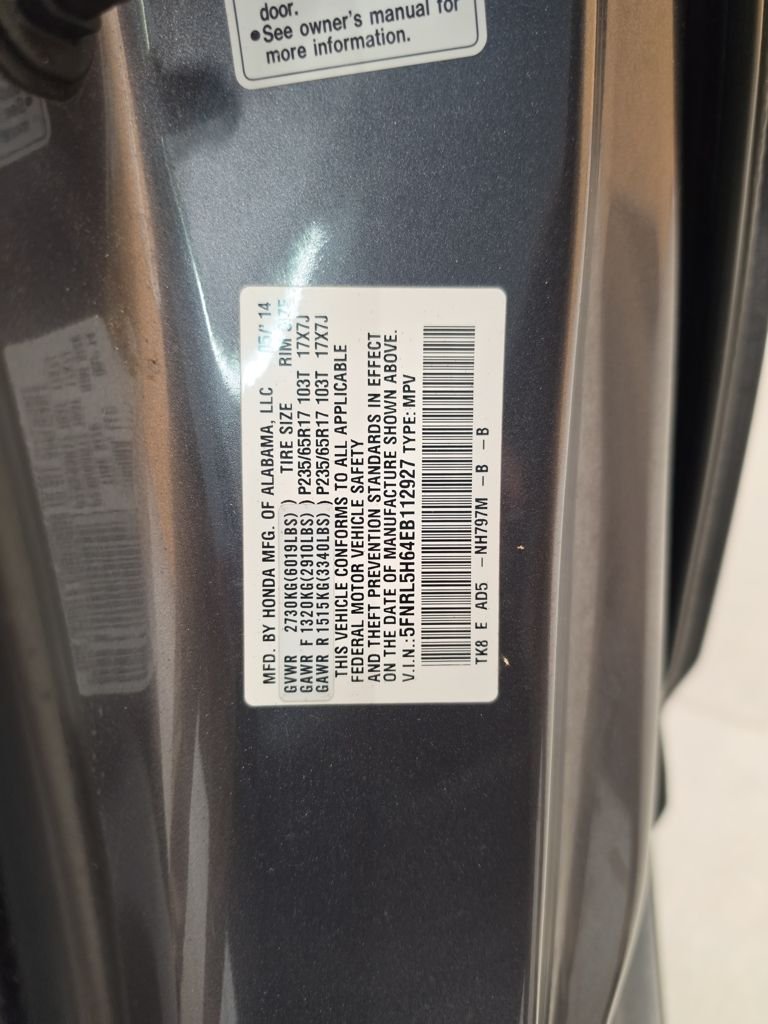 door.
•See owner's manual for
more information.
MFD. BY HONDA MFG. OF ALABAMA, LLC 05/'14
GVWR 2730KG(6019LBS) TIRE SIZE RIM SIZE
GAWR F 1320KG(2910LBS) P235/65R17 103T 17X7J
GAWR R 1515KG(3340LBS) P235/65R17 103T 17X7J
THIS VEHICLE CONFORMS TO ALL APPLICABLE
FEDERAL MOTOR VEHICLE SAFETY
AND THEFT PREVENTION STANDARDS IN EFFECT
ON THE DATE OF MANUFACTURE SHOWN ABOVE.
V.I.N.:5FNRL5H64EB112927 TYPE: MPV
TK8 E AD5 -NH797M -B -B